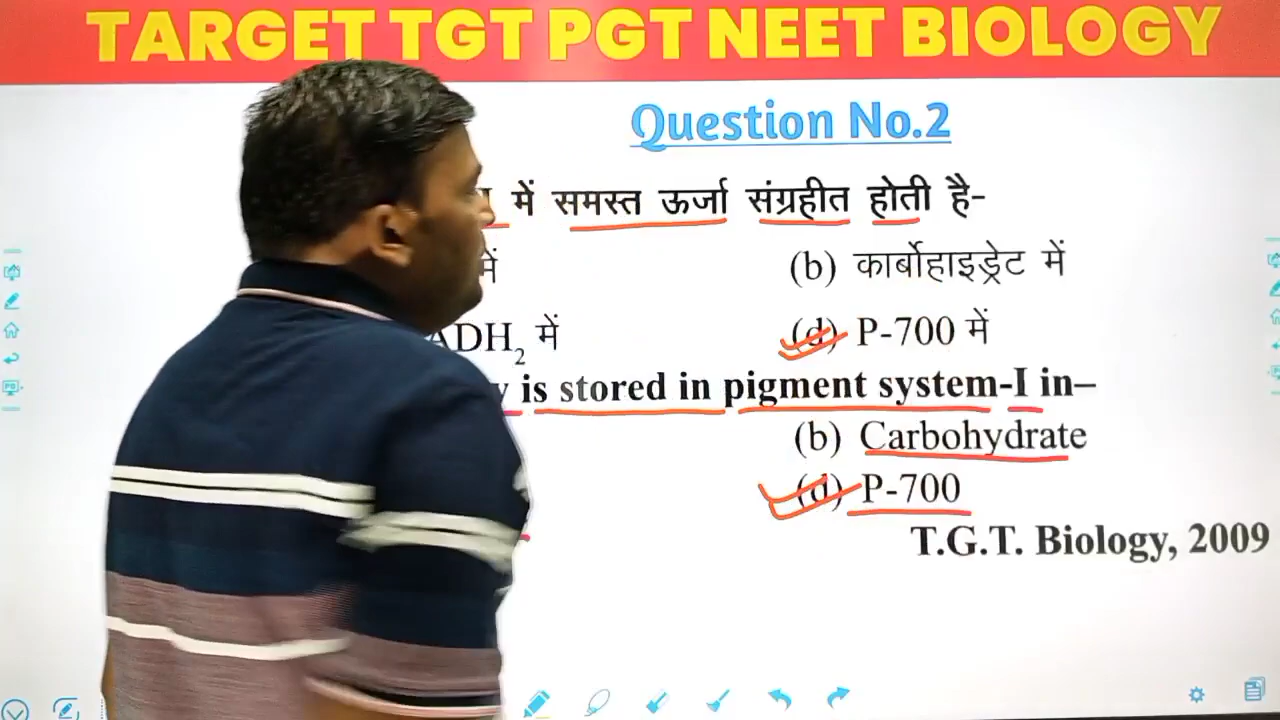 TARGET TGT PGT NEET BIOLOGY
Question No.2
में समस्त ऊर्जा संग्रहीत होती है-
में (b) कार्बोहाइड्रेट में
ADH₂ में (d) P-700 में
is stored in pigment system-I in–
(b) Carbohydrate
(d) P-700
T.G.T. Biology, 2009